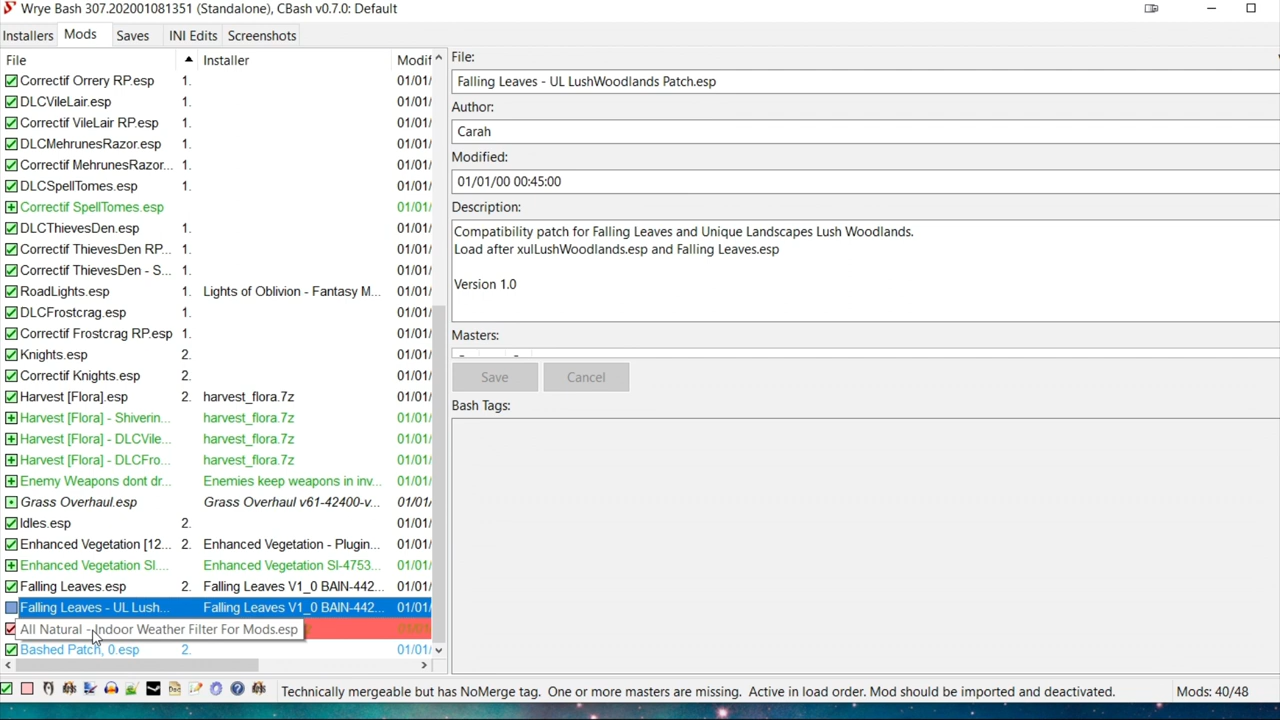 Wrye Bash 307.202001081351 (Standalone), CBash v0.7.0: Default
Installers Mods Saves INI Edits Screenshots
File Installer Modif
Correctif Orrery RP.esp 1. 01/01/
DLCVileLair.esp 1. 01/01/
Correctif VileLair RP.esp 1. 01/01/
DLCMehrunesRazor.esp 1. 01/01/
Correctif MehrunesRazor... 1. 01/01/
DLCSpellTomes.esp 1. 01/01/
Correctif SpellTomes.esp 01/01/
DLCThievesDen.esp 1. 01/01/
Correctif ThievesDen RP... 1. 01/01/
Correctif ThievesDen - S... 1. 01/01/
RoadLights.esp 1. Lights of Oblivion - Fantasy M... 01/01/
DLCFrostcrag.esp 1. 01/01/
Correctif Frostcrag RP.esp 1. 01/01/
Knights.esp 2. 01/01/
Correctif Knights.esp 2. 01/01/
Harvest [Flora].esp 2. harvest_flora.7z 01/01/
Harvest [Flora] - Shiverin... harvest_flora.7z 01/01/
Harvest [Flora] - DLCVile... harvest_flora.7z 01/01/
Harvest [Flora] - DLCFro... harvest_flora.7z 01/01/
Enemy Weapons dont dr... Enemies keep weapons in inv... 01/01/
Grass Overhaul.esp Grass Overhaul v61-42400-v... 01/01/
Idles.esp 2. 01/01/
Enhanced Vegetation [12... 2. Enhanced Vegetation - Plugin... 01/01/
Enhanced Vegetation SI.... Enhanced Vegetation SI-4753... 01/01/
Falling Leaves.esp 2. Falling Leaves V1_0 BAIN-442... 01/01/
Falling Leaves - UL Lush... Falling Leaves V1_0 BAIN-442... 01/01/
All Natural - Indoor Weather Filter For Mods.esp 01/01/
Bashed Patch, 0.esp 2. 01/01/
File:
Falling Leaves - UL LushWoodlands Patch.esp
Author:
Carah
Modified:
01/01/00 00:45:00
Description:
Compatibility patch for Falling Leaves and Unique Landscapes Lush Woodlands.
Load after xulLushWoodlands.esp and Falling Leaves.esp
Version 1.0
Masters:
Save Cancel
Bash Tags:
Doc
Technically mergeable but has NoMerge tag. One or more masters are missing. Active in load order. Mod should be imported and deactivated. Mods: 40/48